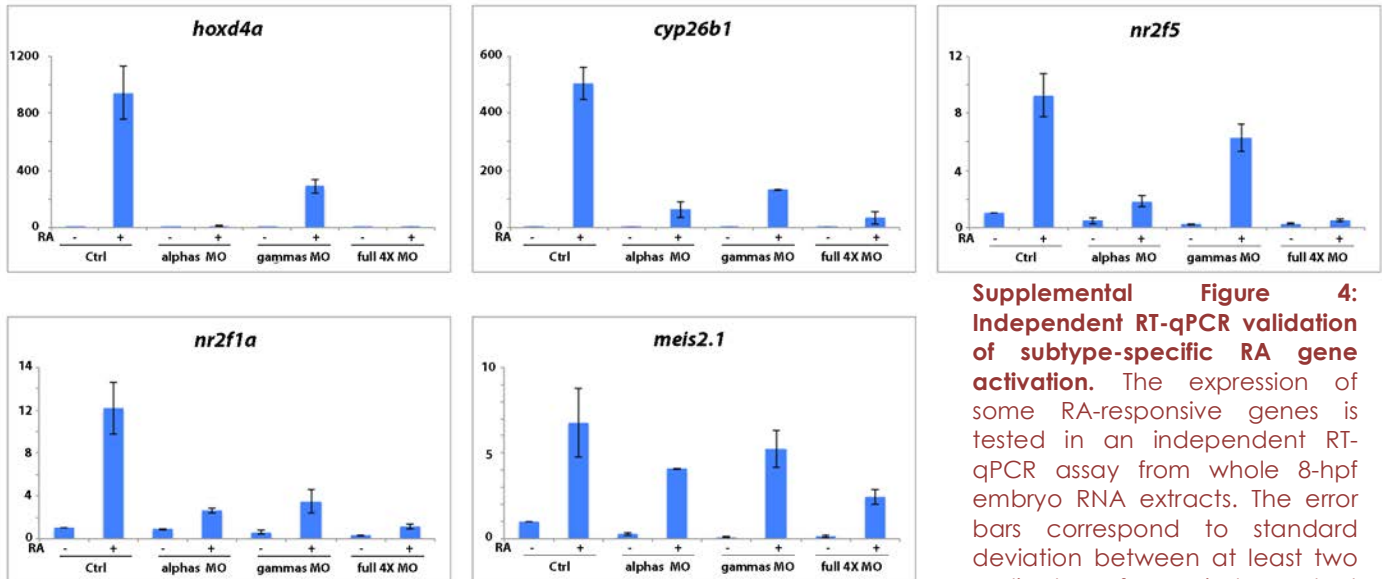 hoxd4a
1200
800
400
0
RA - + - + - + - +
Ctrl alphas MO gammas MO full 4X MO
cyp26b1
600
400
200
0
RA - + - + - + - +
Ctrl alphas MO gammas MO full 4X MO
nr2f5
12
8
4
0
RA - + - + - + - +
Ctrl alphas MO gammas MO full 4X MO
nr2f1a
14
12
8
4
0
RA - + - + - + - +
Ctrl alphas MO gammas MO full 4X MO
meis2.1
10
5
0
RA - + - + - + - +
Ctrl alphas MO gammas MO full 4X MO
Supplemental Figure 4:
Independent RT-qPCR validation
of subtype-specific RA gene
activation. The expression of
some RA-responsive genes is
tested in an independent RT-
qPCR assay from whole 8-hpf
embryo RNA extracts. The error
bars correspond to standard
deviation between at least two